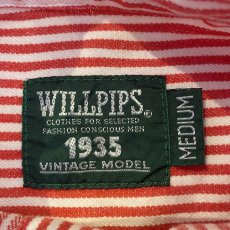 WILLPIPS®
CLOTHES FOR SELECTED
FASHION CONSCIOUS MEN
1935
VINTAGE MODEL
MEDIUM